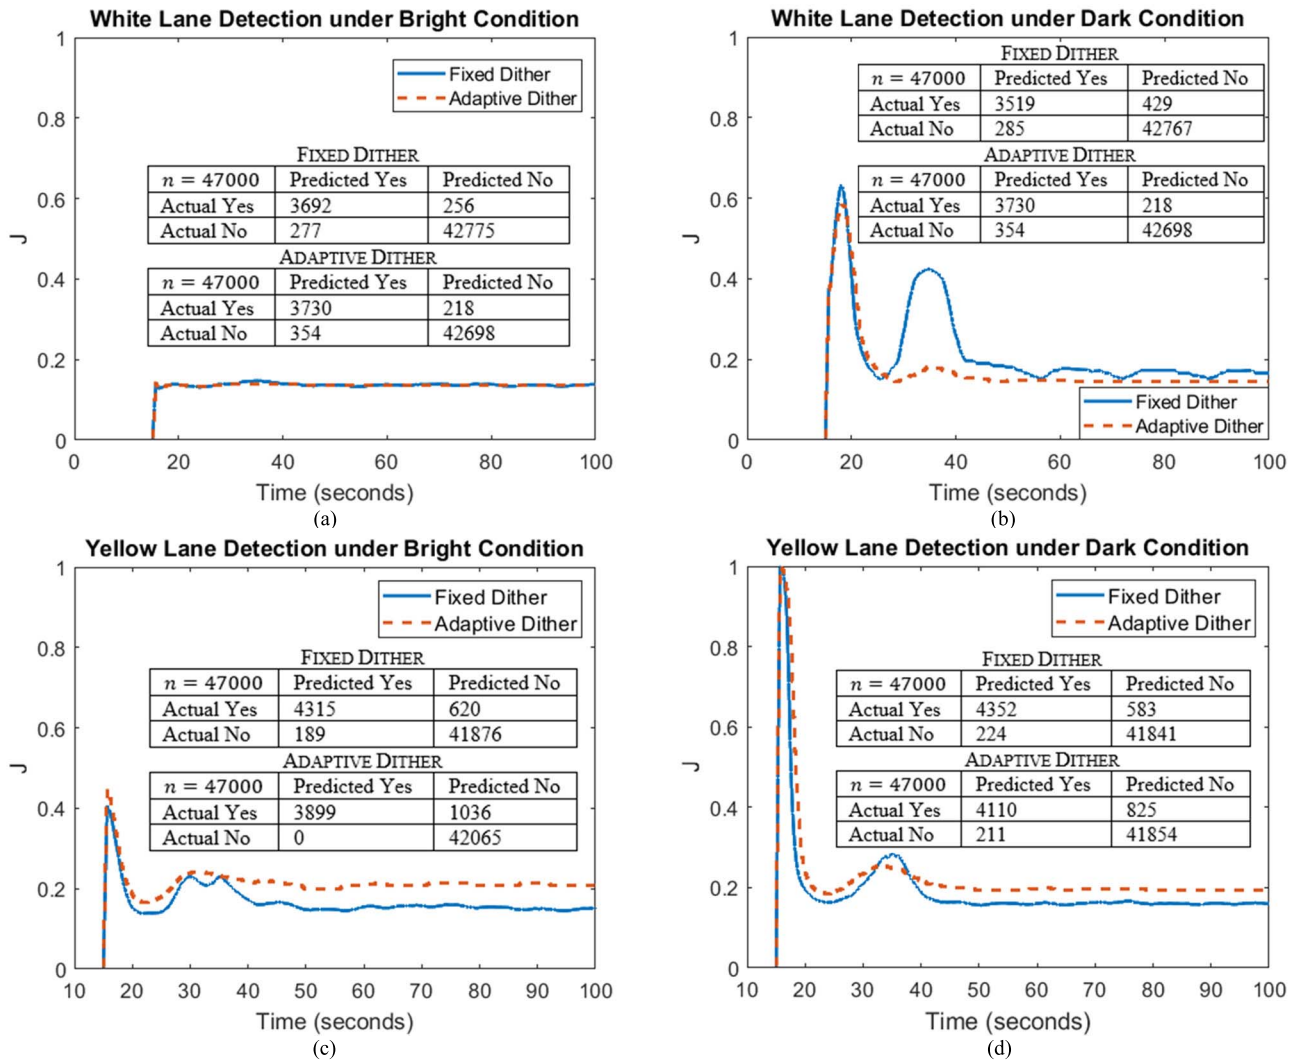 White Lane Detection under Bright Condition
1
Fixed Dither
Adaptive Dither
0.8
FIXED DITHER
n = 47000 Predicted Yes Predicted No
Actual Yes 3692 256
Actual No 277 42775
ADAPTIVE DITHER
n = 47000 Predicted Yes Predicted No
Actual Yes 3730 218
Actual No 354 42698
0.6
J
0.4
0.2
0
0 20 40 60 80 100
Time (seconds)
(a)
White Lane Detection under Dark Condition
1
FIXED DITHER
n = 47000 Predicted Yes Predicted No
Actual Yes 3519 429
Actual No 285 42767
0.8
ADAPTIVE DITHER
n = 47000 Predicted Yes Predicted No
Actual Yes 3730 218
Actual No 354 42698
0.6
J
0.4
0.2
Fixed Dither
Adaptive Dither
0
0 20 40 60 80 100
Time (seconds)
(b)
Yellow Lane Detection under Bright Condition
1
Fixed Dither
Adaptive Dither
0.8
FIXED DITHER
n = 47000 Predicted Yes Predicted No
Actual Yes 4315 620
Actual No 189 41876
0.6
ADAPTIVE DITHER
n = 47000 Predicted Yes Predicted No
Actual Yes 3899 1036
Actual No 0 42065
J
0.4
0.2
0
10 20 30 40 50 60 70 80 90 100
Time (seconds)
(c)
Yellow Lane Detection under Dark Condition
1
Fixed Dither
Adaptive Dither
0.8
FIXED DITHER
n = 47000 Predicted Yes Predicted No
Actual Yes 4352 583
Actual No 224 41841
0.6
ADAPTIVE DITHER
n = 47000 Predicted Yes Predicted No
Actual Yes 4110 825
Actual No 211 41854
J
0.4
0.2
0
10 20 30 40 50 60 70 80 90 100
Time (seconds)
(d)